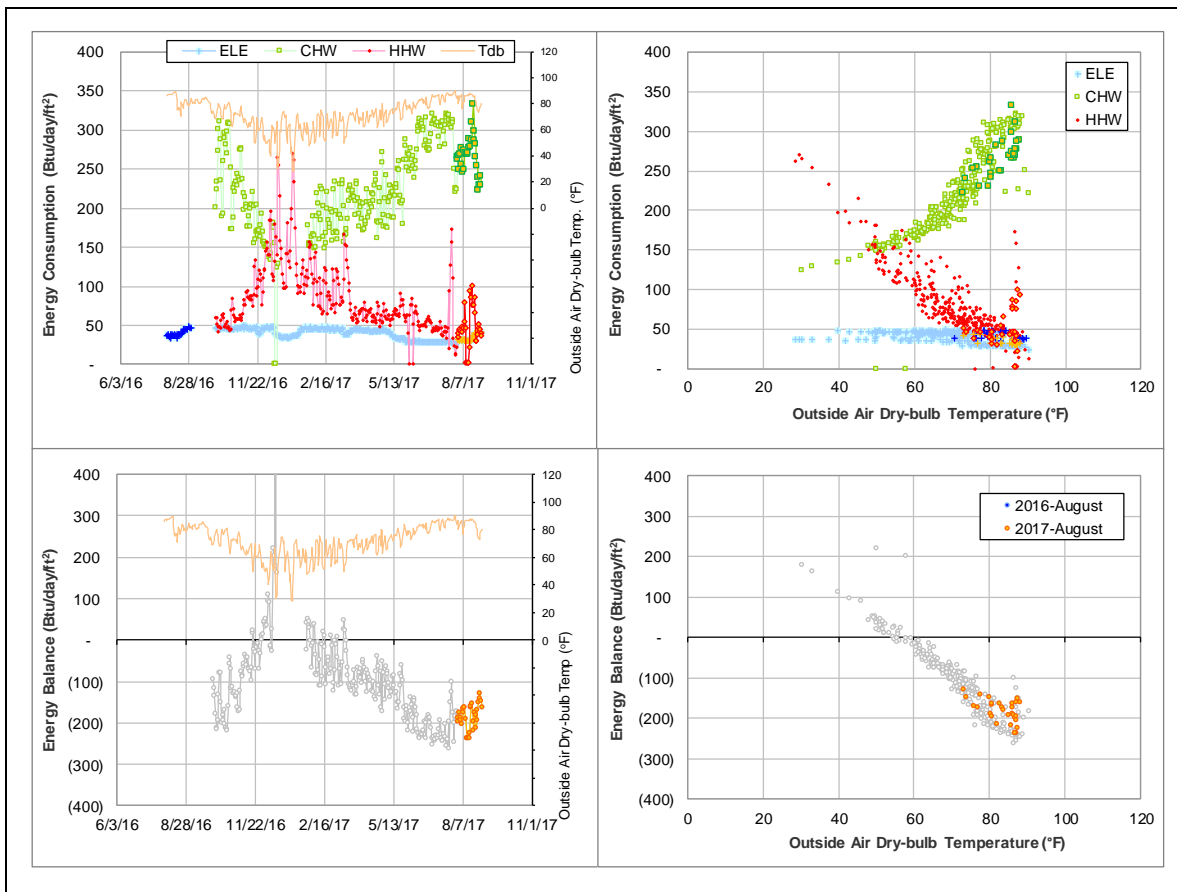 ELE CHW HHW Tdb
Energy Consumption (Btu/day/ft²)
400
350
300
250
200
150
100
50
-
120
100
80
60
40
20
0
Outside Air Dry-bulb Temp. (°F)
6/3/16 8/28/16 11/22/16 2/16/17 5/13/17 8/7/17 11/1/17
ELE
CHW
HHW
Energy Consumption (Btu/day/ft²)
400
350
300
250
200
150
100
50
-
0 20 40 60 80 100 120
Outside Air Dry-bulb Temperature (°F)
Energy Balance (Btu/day/ft²)
400
300
200
100
-
(100)
(200)
(300)
(400)
120
100
80
60
40
20
0
Outside Air Dry-bulb Temp (°F)
6/3/16 8/28/16 11/22/16 2/16/17 5/13/17 8/7/17 11/1/17
2016-August
2017-August
Energy Balance (Btu/day/ft²)
400
300
200
100
-
(100)
(200)
(300)
(400)
0 20 40 60 80 100 120
Outside Air Dry-bulb Temperature (°F)